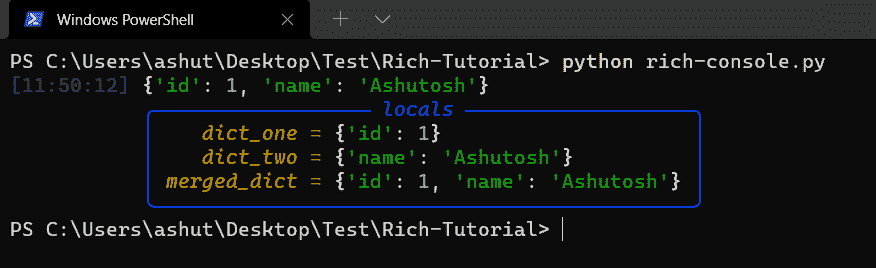 Windows PowerShell
PS C:\Users\ashut\Desktop\Test\Rich-Tutorial> python rich-console.py
[11:50:12] {'id': 1, 'name': 'Ashutosh'}
locals
dict_one = {'id': 1}
dict_two = {'name': 'Ashutosh'}
merged_dict = {'id': 1, 'name': 'Ashutosh'}
PS C:\Users\ashut\Desktop\Test\Rich-Tutorial>